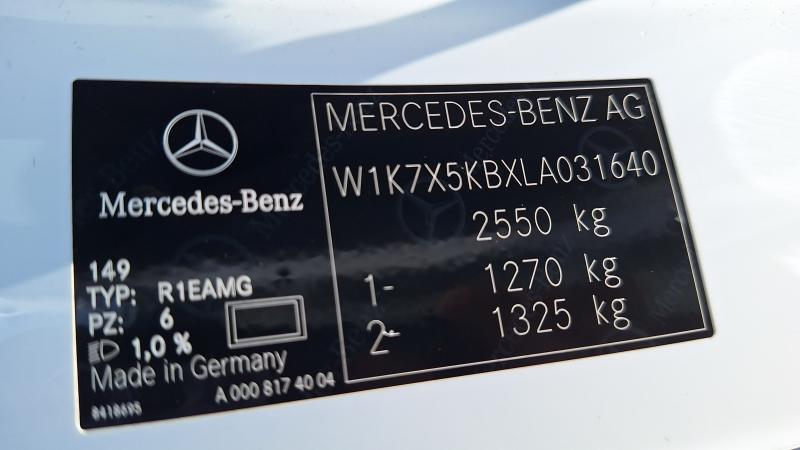 Mercedes-Benz
149
TYP: R1EAMG
PZ: 6
1,0 %
Made in Germany
A 000 817 40 04
841869S
MERCEDES-BENZ AG
W1K7X5KBXLA031640
2550 kg
1- 1270 kg
2- 1325 kg